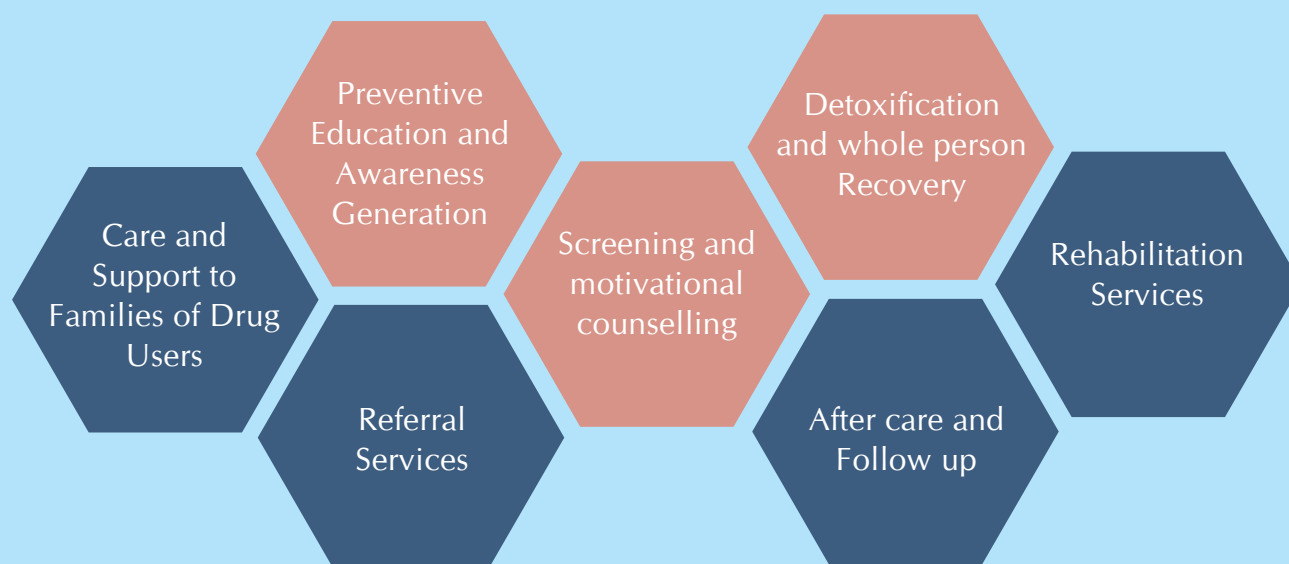 Preventive
Education and
Awareness
Generation
Detoxification
and whole person
Recovery
Care and
Support to
Families of Drug
Users
Screening and
motivational
counselling
Rehabilitation
Services
Referral
Services
After care and
Follow up